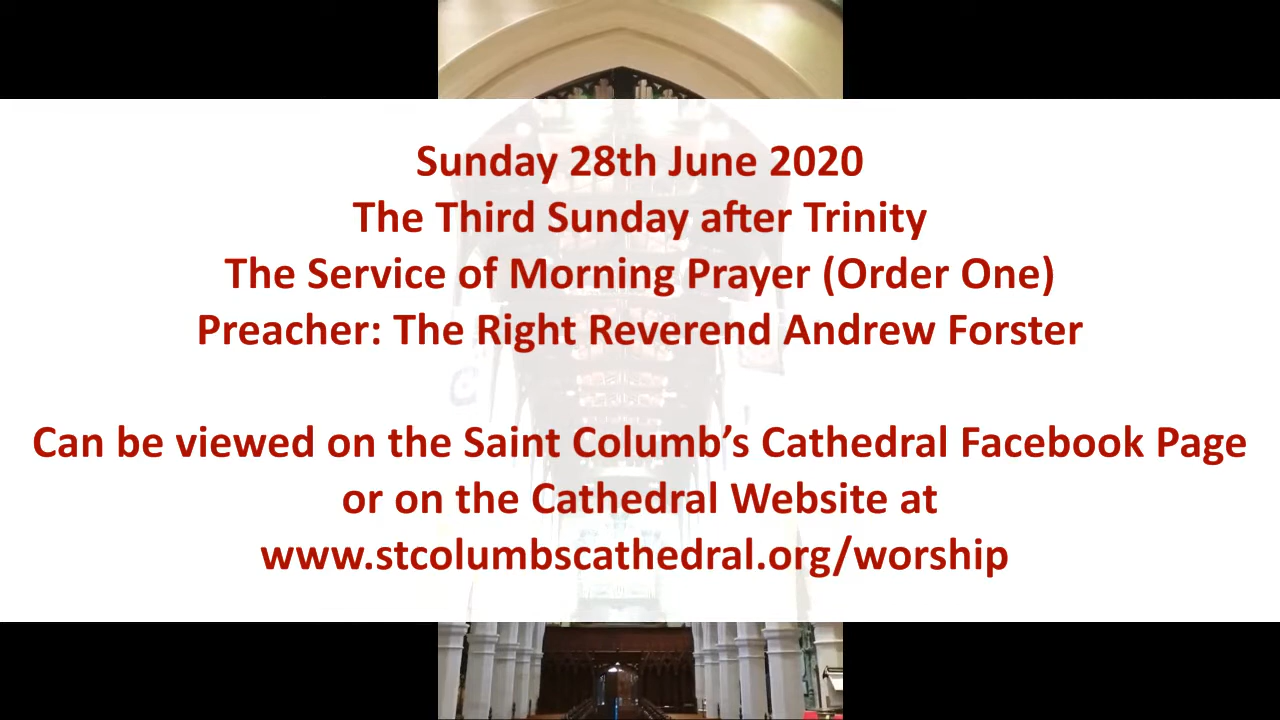 Sunday 28th June 2020
The Third Sunday after Trinity
The Service of Morning Prayer (Order One)
Preacher: The Right Reverend Andrew Forster
Can be viewed on the Saint Columb’s Cathedral Facebook Page
or on the Cathedral Website at
www.stcolumbscathedral.org/worship